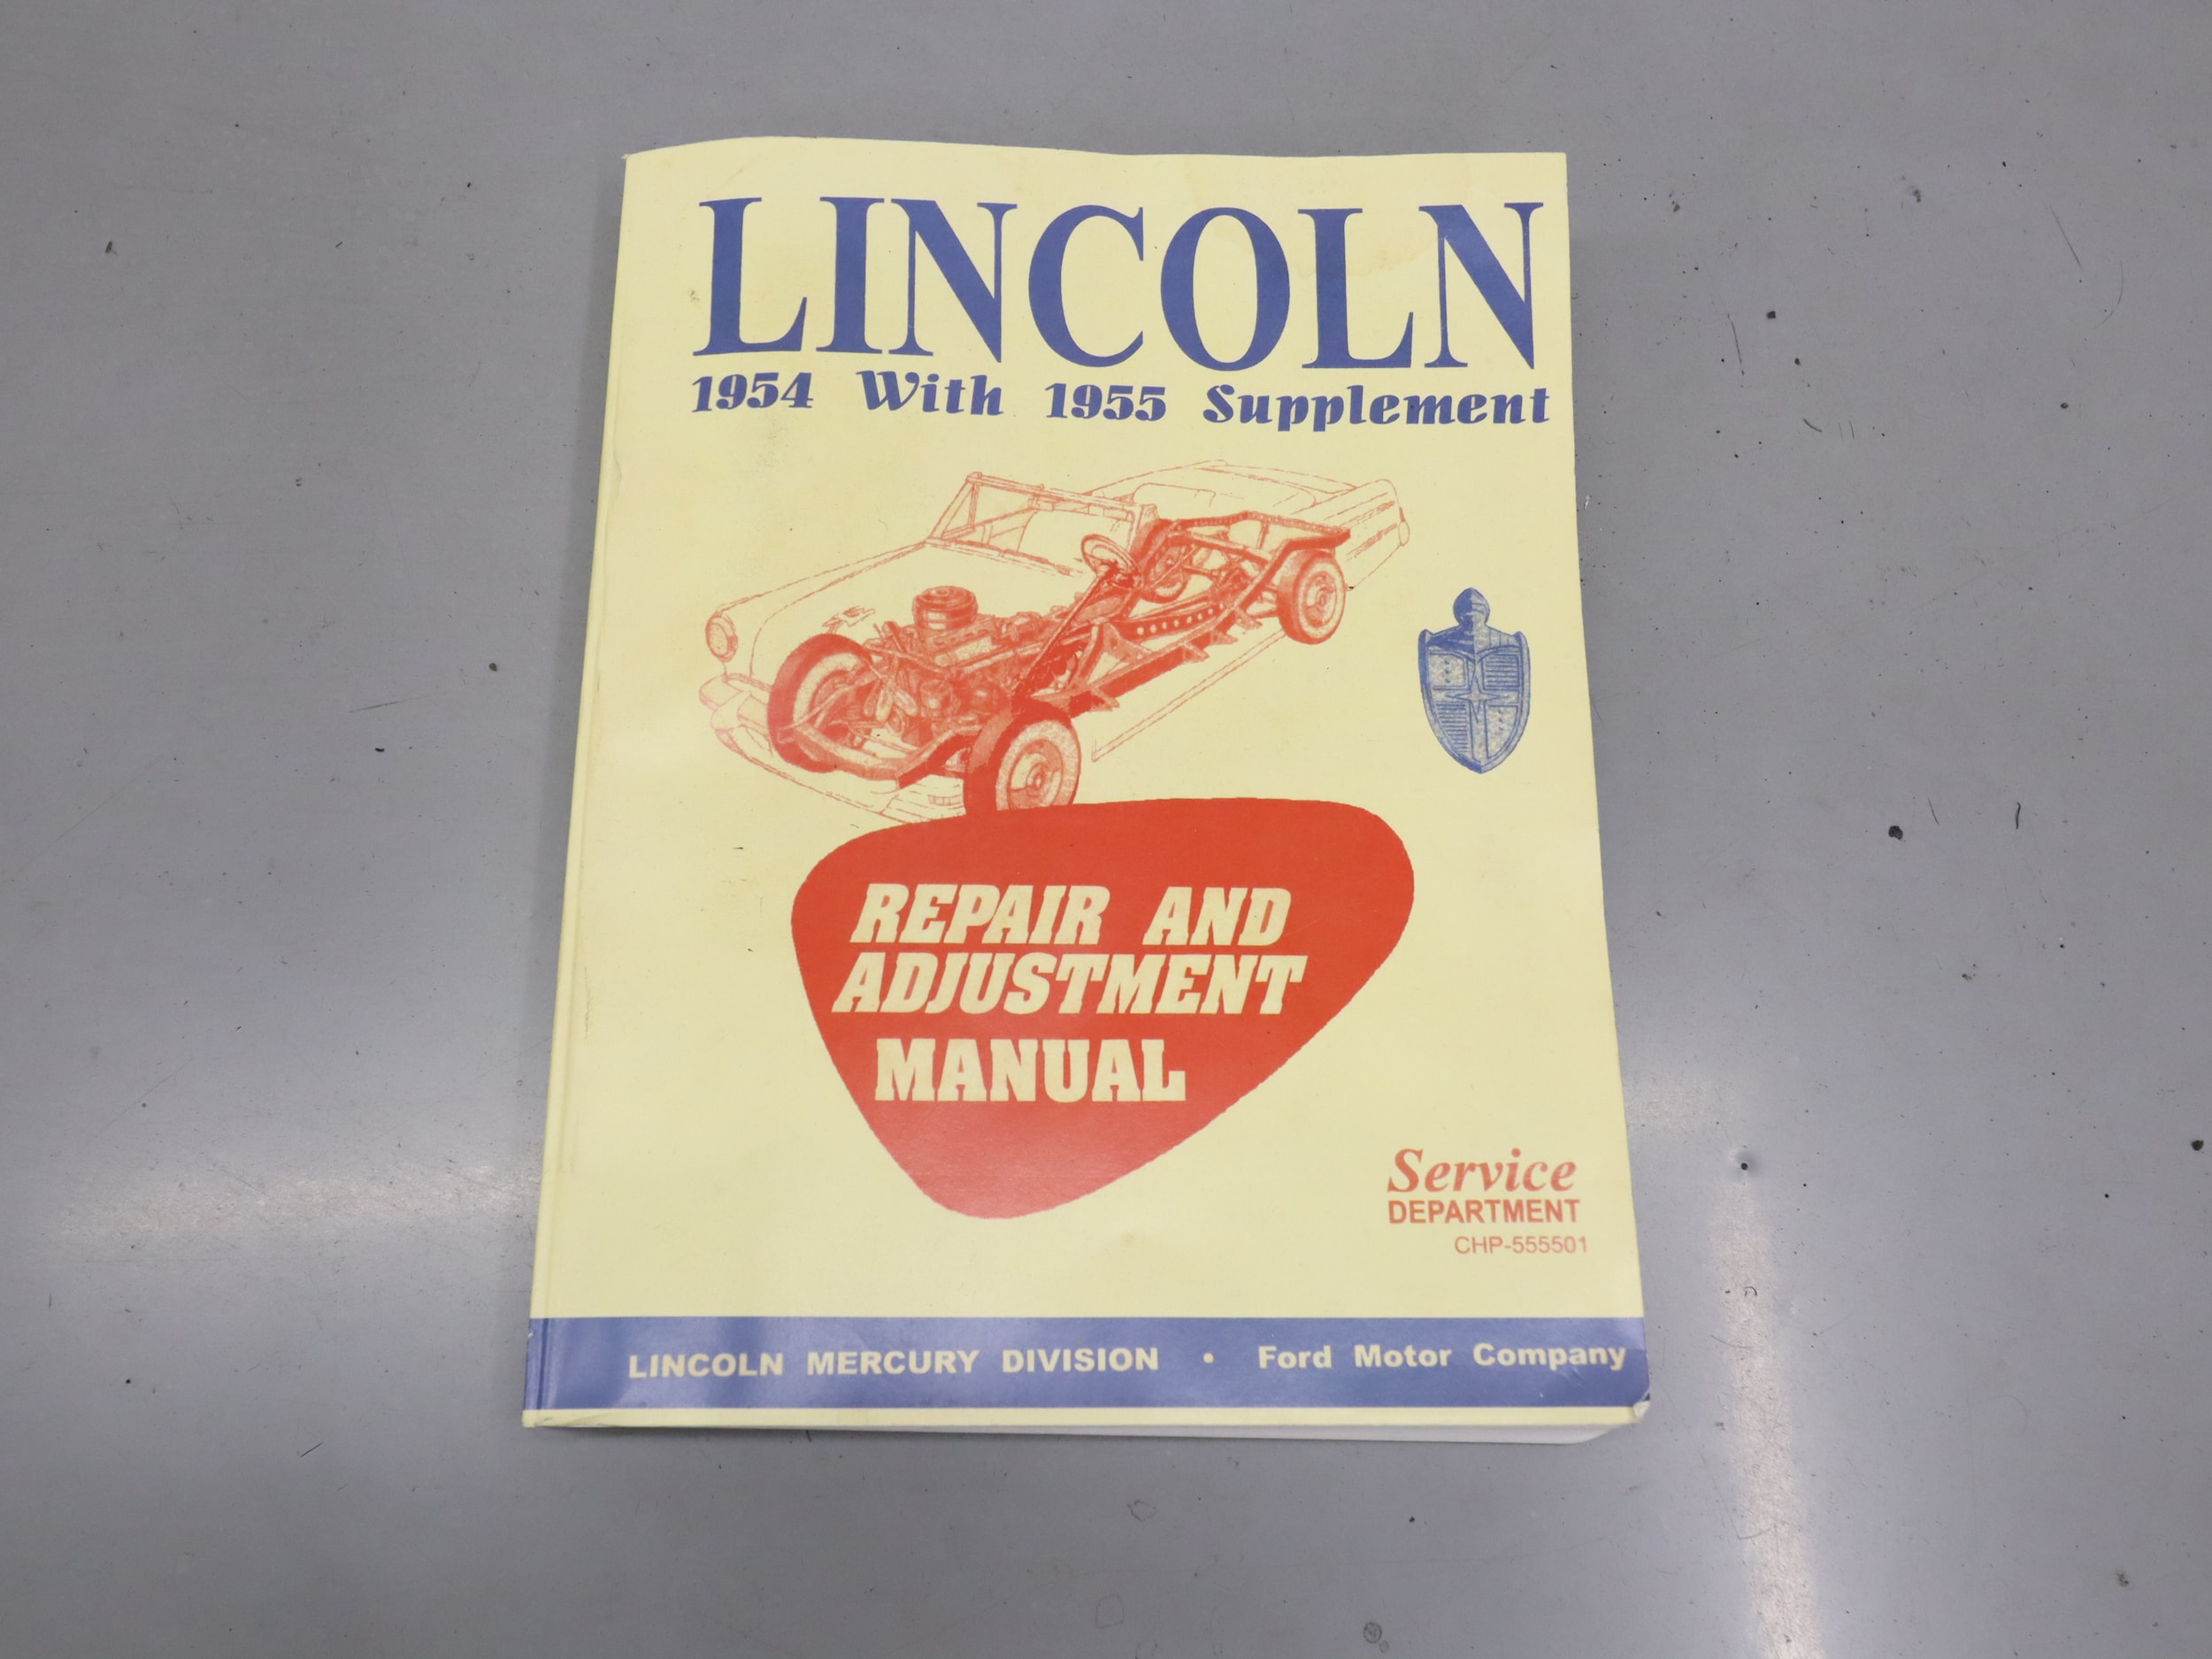 LINCOLN
1954 With 1955 Supplement
REPAIR AND
ADJUSTMENT
MANUAL
Service
DEPARTMENT
CHP-555501
LINCOLN MERCURY DIVISION • Ford Motor Company